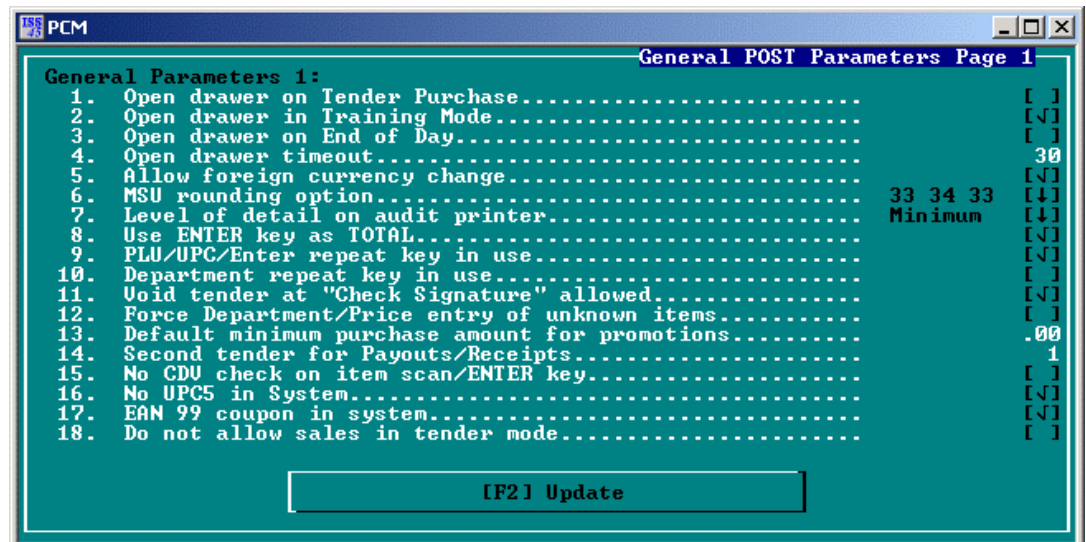 ISS 45 PCM
General POST Parameters Page 1
General Parameters 1:
1. Open drawer on Tender Purchase.......................... [ ]
2. Open drawer in Training Mode............................ [√]
3. Open drawer on End of Day............................... [ ]
4. Open drawer timeout..................................... 30
5. Allow foreign currency change........................... [√]
6. MSU rounding option..................................... 33 34 33 [↓]
7. Level of detail on audit printer........................ Minimum [↓]
8. Use ENTER key as TOTAL.................................. [√]
9. PLU/UPC/Enter repeat key in use......................... [√]
10. Department repeat key in use............................ [ ]
11. Void tender at "Check Signature" allowed................ [√]
12. Force Department/Price entry of unknown items........... [ ]
13. Default minimum purchase amount for promotions.......... .00
14. Second tender for Payouts/Receipts...................... 1
15. No CDV check on item scan/ENTER key..................... [ ]
16. No UPC5 in System....................................... [√]
17. EAN 99 coupon in system................................. [√]
18. Do not allow sales in tender mode....................... [ ]
[F2] Update